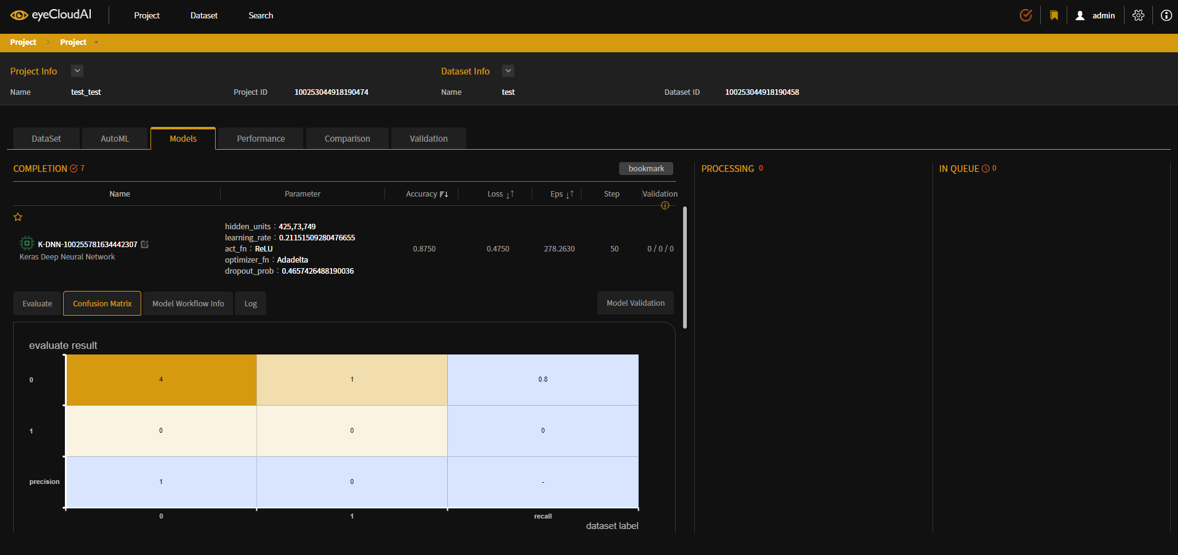 eyeCloudAI Project Dataset Search admin
Project Project
Project Info Dataset Info
Name test_test Project ID 100253044918190474 Name test Dataset ID 100253044918190458
DataSet AutoML Models Performance Comparison Validation
COMPLETION 7 bookmark PROCESSING 0 IN QUEUE 0
Name Parameter Accuracy Loss Eps Step Validation
hidden_units : 425,73,749
learning_rate : 0.21151509280476655
K-DNN-100255781634442307 act_fn : ReLU 0.8750 0.4750 278.2630 50 0 / 0 / 0
Keras Deep Neural Network optimizer_fn : Adadelta
dropout_prob : 0.4657426488190036
Evaluate Confusion Matrix Model Workflow Info Log Model Validation
evaluate result
0 4 1 0.8
1 0 0 0
precision 1 0 -
0 1 recall
dataset label